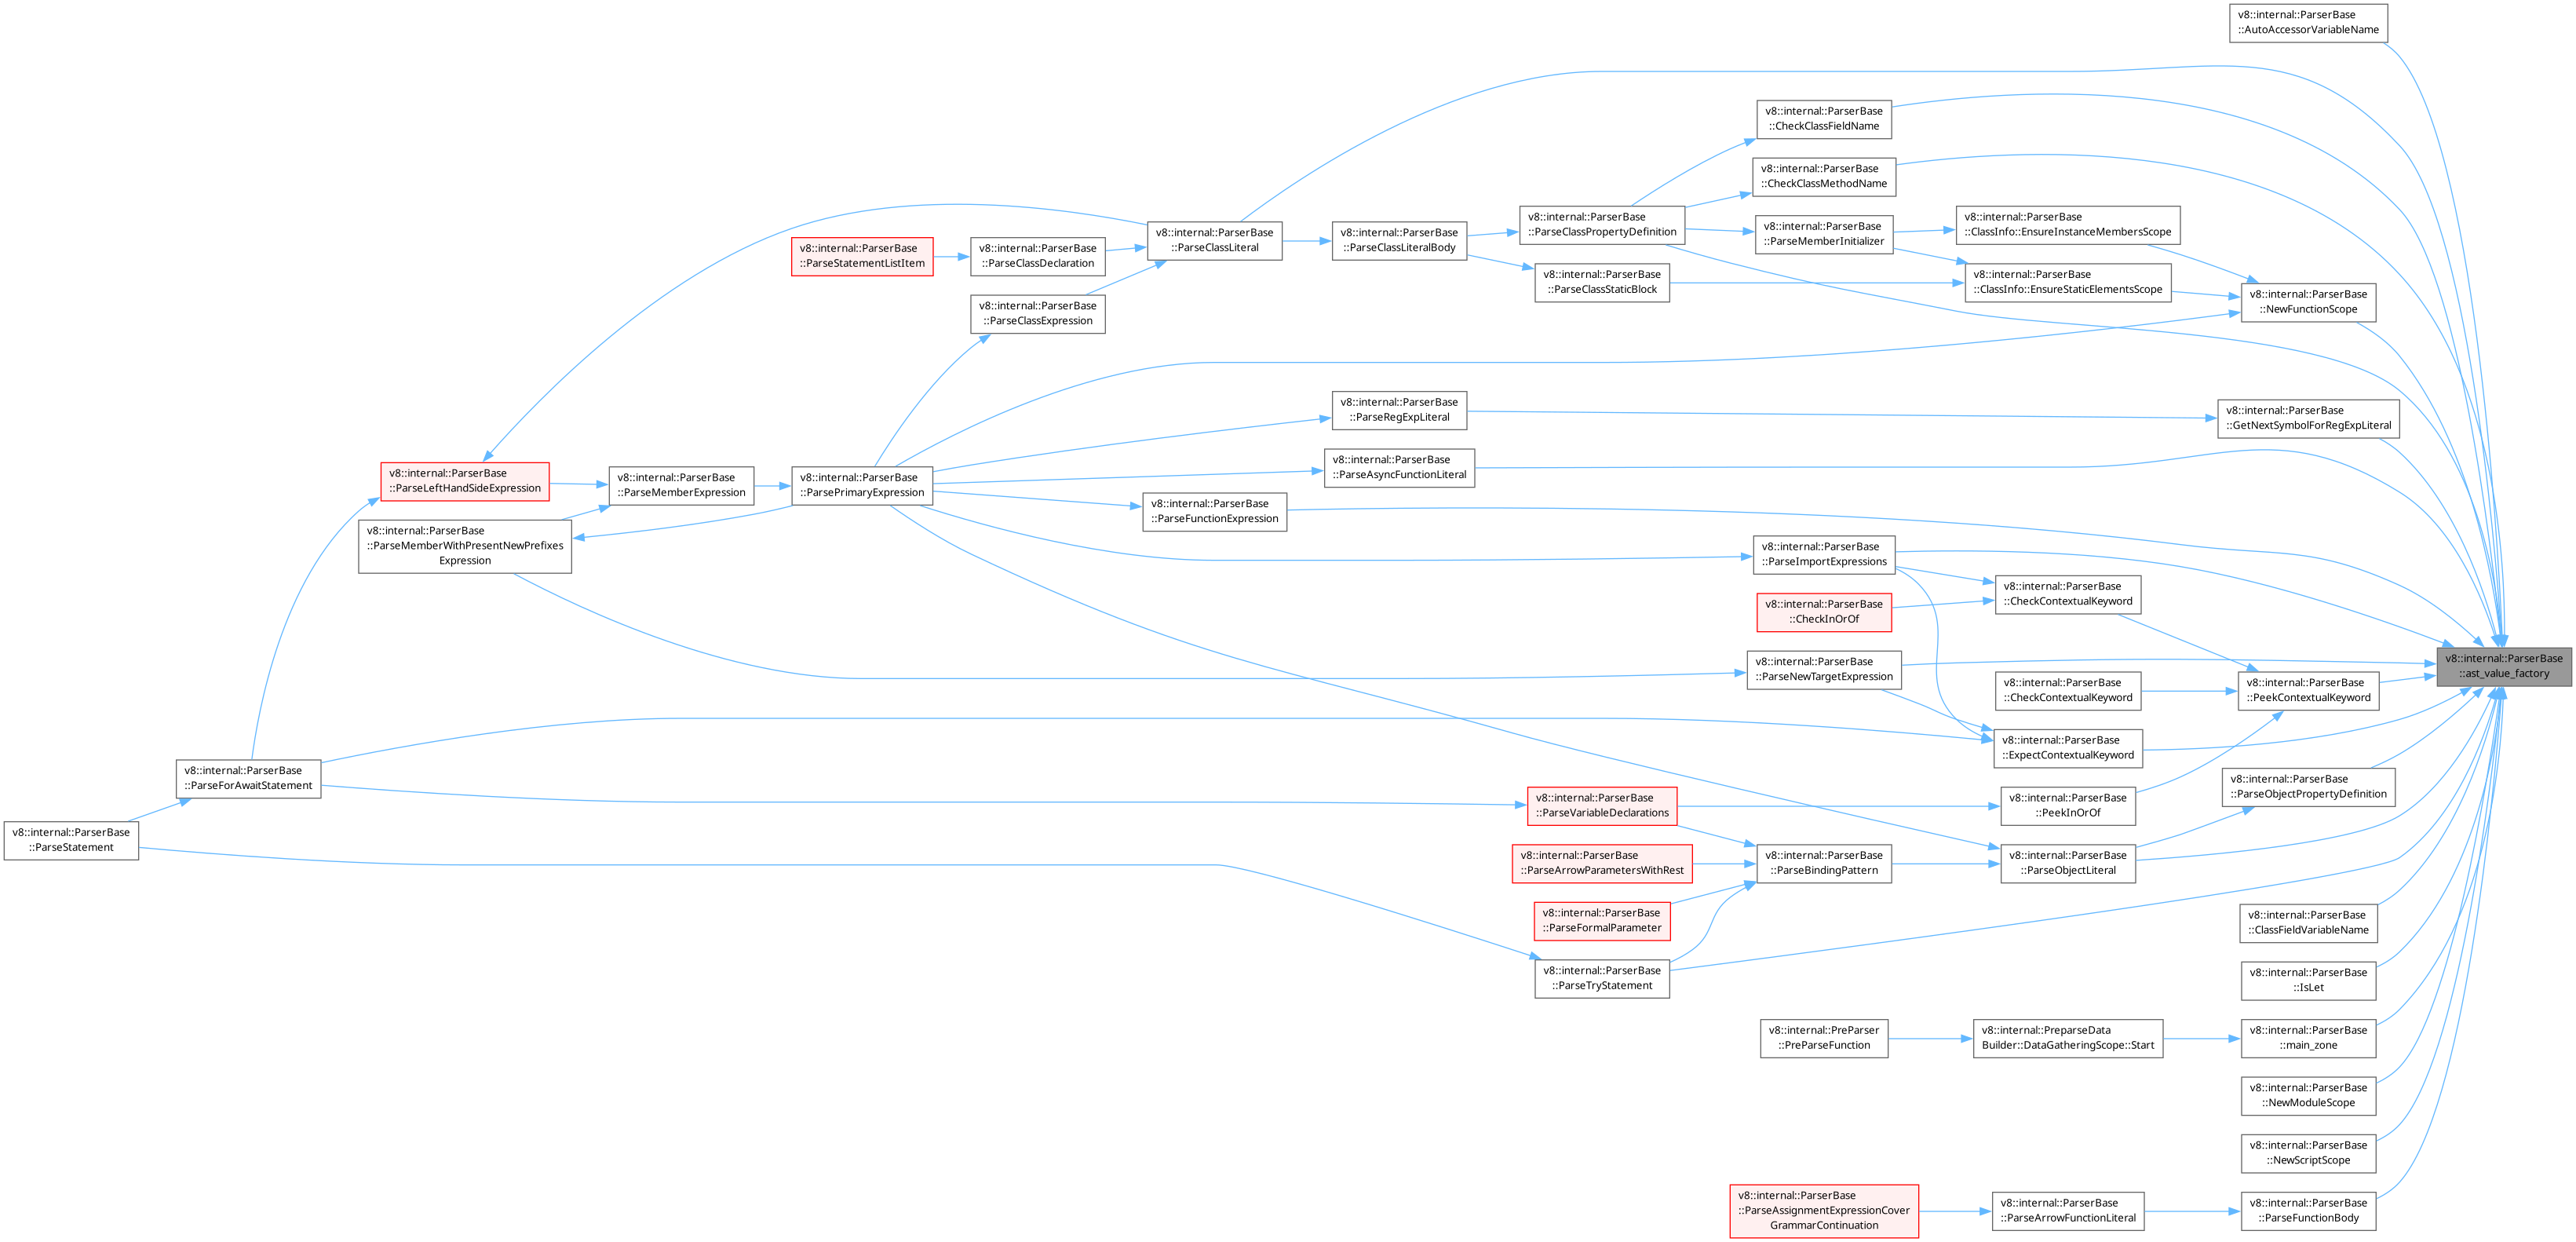 v8::internal::ParserBase
::AutoAccessorVariableName
v8::internal::ParserBase
::CheckClassFieldName
v8::internal::ParserBase
::CheckClassMethodName
v8::internal::ParserBase
::ParseClassLiteral
v8::internal::ParserBase
::ParseClassLiteralBody
v8::internal::ParserBase
::ParseClassPropertyDefinition
v8::internal::ParserBase
::ParseMemberInitializer
v8::internal::ParserBase
::ClassInfo::EnsureInstanceMembersScope
v8::internal::ParserBase
::ParseStatementListItem
v8::internal::ParserBase
::ParseClassDeclaration
v8::internal::ParserBase
::ParseClassStaticBlock
v8::internal::ParserBase
::ClassInfo::EnsureStaticElementsScope
v8::internal::ParserBase
::NewFunctionScope
v8::internal::ParserBase
::ParseClassExpression
v8::internal::ParserBase
::ParseRegExpLiteral
v8::internal::ParserBase
::GetNextSymbolForRegExpLiteral
v8::internal::ParserBase
::ParseLeftHandSideExpression
v8::internal::ParserBase
::ParseMemberExpression
v8::internal::ParserBase
::ParsePrimaryExpression
v8::internal::ParserBase
::ParseAsyncFunctionLiteral
v8::internal::ParserBase
::ParseFunctionExpression
v8::internal::ParserBase
::ParseMemberWithPresentNewPrefixes
Expression
v8::internal::ParserBase
::ParseImportExpressions
v8::internal::ParserBase
::CheckContextualKeyword
v8::internal::ParserBase
::CheckInOrOf
v8::internal::ParserBase
::ParseNewTargetExpression
v8::internal::ParserBase
::CheckContextualKeyword
v8::internal::ParserBase
::PeekContextualKeyword
v8::internal::ParserBase
::ast_value_factory
v8::internal::ParserBase
::ExpectContextualKeyword
v8::internal::ParserBase
::ParseForAwaitStatement
v8::internal::ParserBase
::ParseObjectPropertyDefinition
v8::internal::ParserBase
::ParseVariableDeclarations
v8::internal::ParserBase
::PeekInOrOf
v8::internal::ParserBase
::ParseStatement
v8::internal::ParserBase
::ParseArrowParametersWithRest
v8::internal::ParserBase
::ParseBindingPattern
v8::internal::ParserBase
::ParseObjectLiteral
v8::internal::ParserBase
::ParseFormalParameter
v8::internal::ParserBase
::ClassFieldVariableName
v8::internal::ParserBase
::ParseTryStatement
v8::internal::ParserBase
::IsLet
v8::internal::PreParser
::PreParseFunction
v8::internal::PreparseData
Builder::DataGatheringScope::Start
v8::internal::ParserBase
::main_zone
v8::internal::ParserBase
::NewModuleScope
v8::internal::ParserBase
::NewScriptScope
v8::internal::ParserBase
::ParseAssignmentExpressionCover
GrammarContinuation
v8::internal::ParserBase
::ParseArrowFunctionLiteral
v8::internal::ParserBase
::ParseFunctionBody